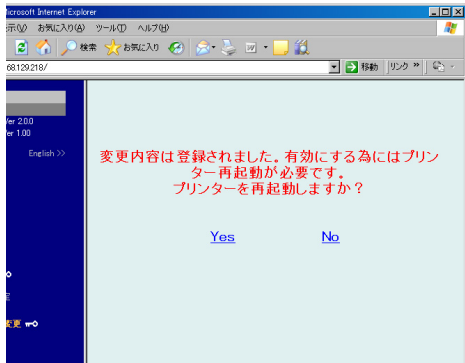 Microsoft Internet Explorer
表示(V) お気に入り(A) ツール(T) ヘルプ(H)
検索 お気に入り
68.129.218/ 移動 リンク »
Ver 2.0.0
Ver 1.00
English >>
変更内容は登録されました。有効にする為にはプリン
ター再起動が必要です。
プリンターを再起動しますか？
Yes No
変更